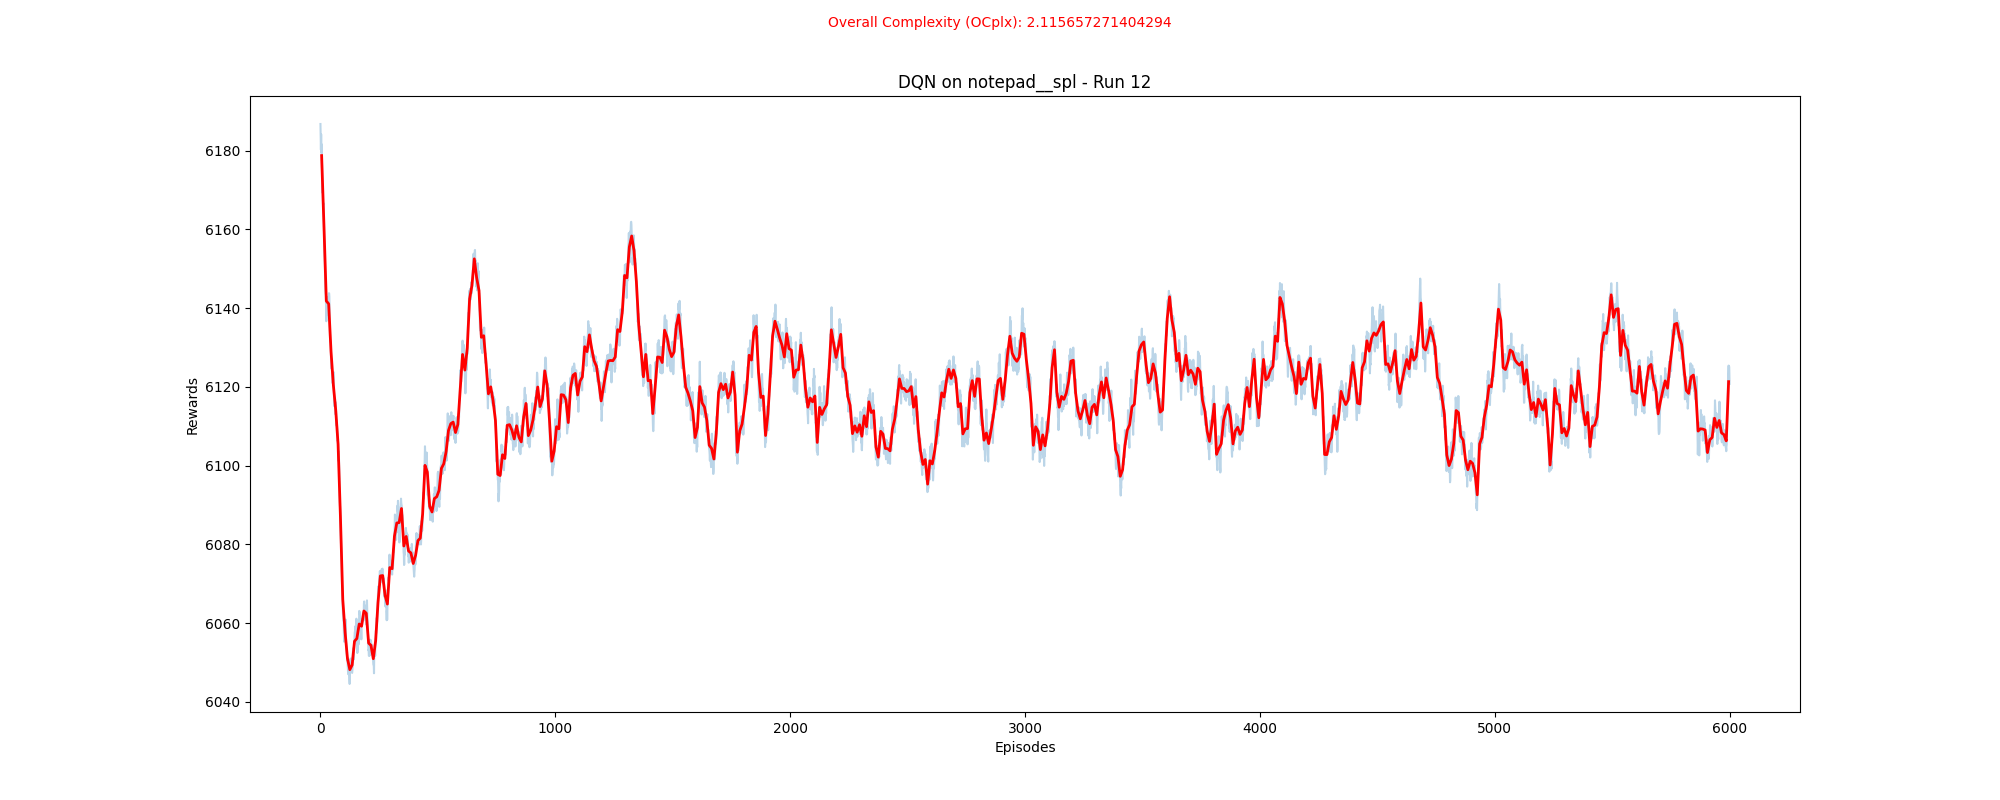 Overall Complexity (OCplx): 2.115657271404294
DQN on notepad__spl - Run 12
Rewards
6180
6160
6140
6120
6100
6080
6060
6040
0 1000 2000 3000 4000 5000 6000
Episodes